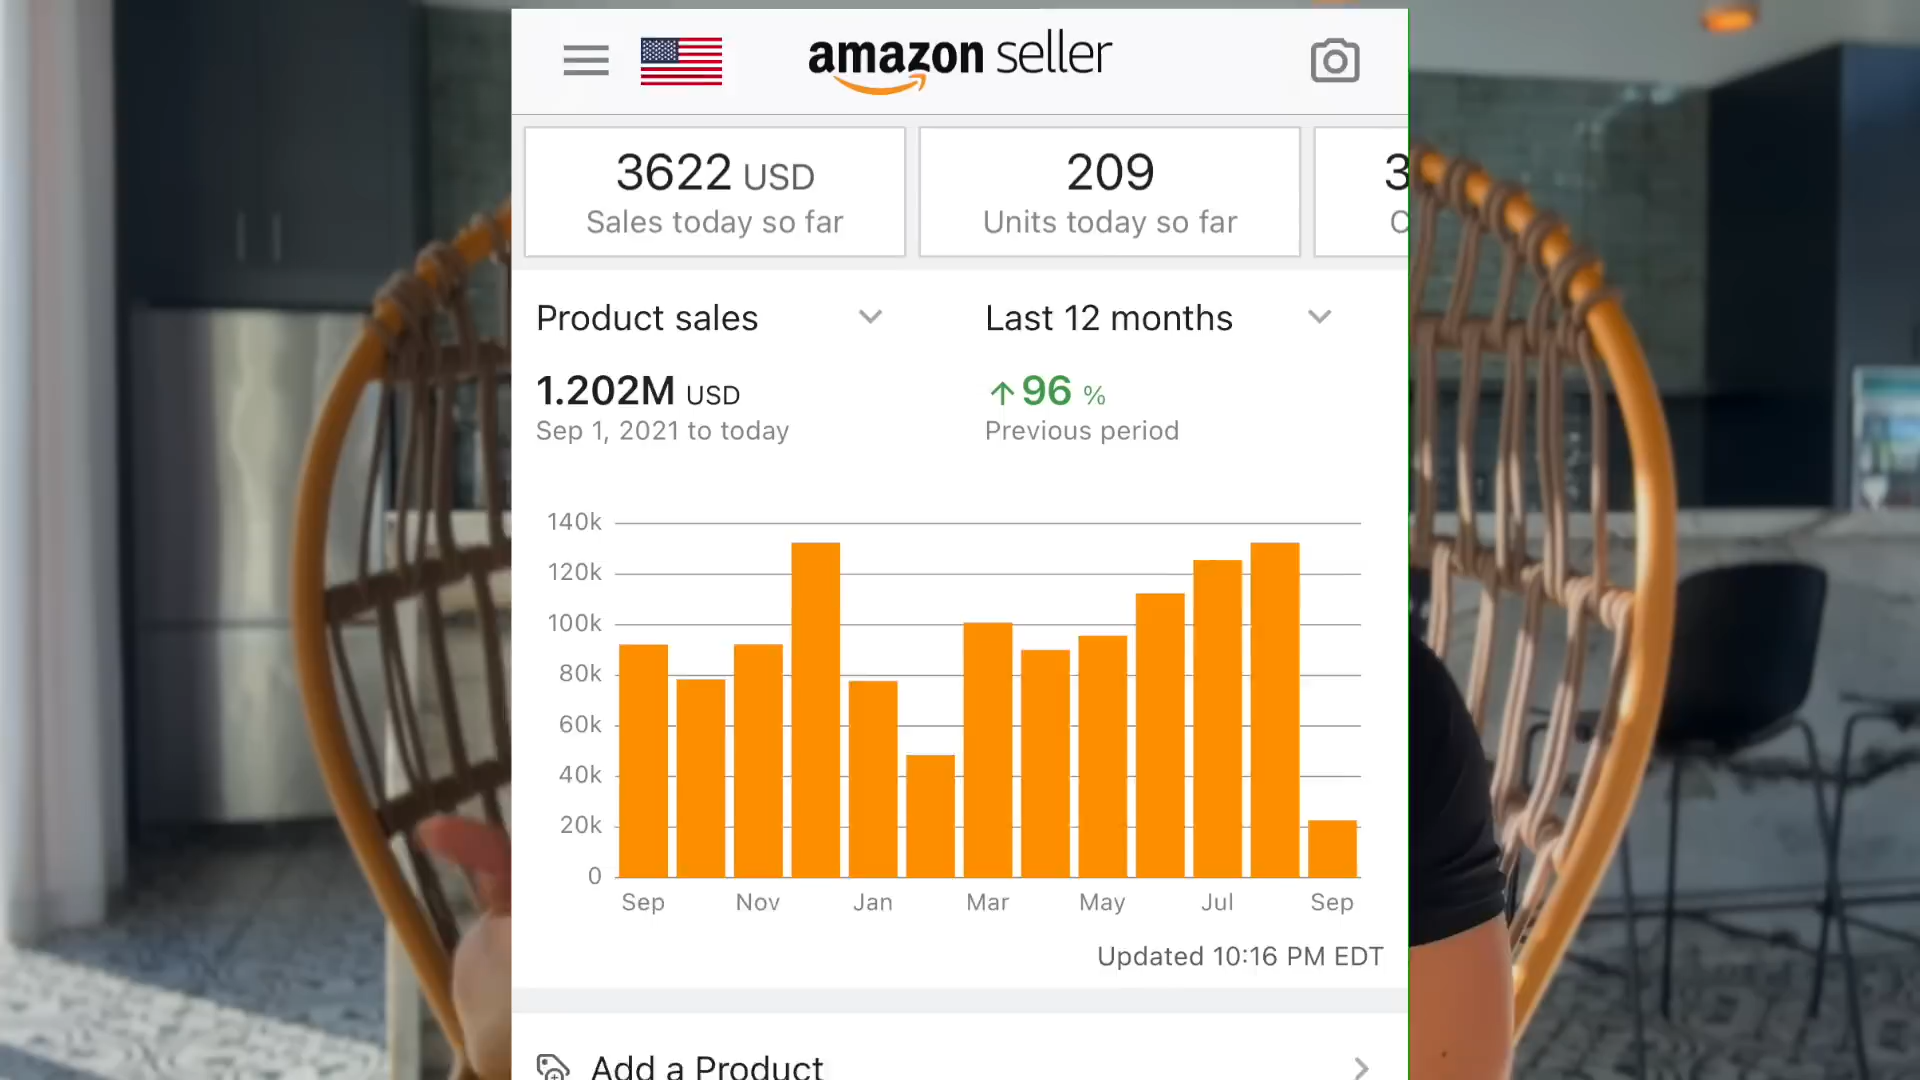 amazon seller
3622 USD
Sales today so far
209
Units today so far
3
C
Product sales
Last 12 months
1.202M USD
Sep 1, 2021 to today
↑96 %
Previous period
140k
120k
100k
80k
60k
40k
20k
0
Sep Nov Jan Mar May Jul Sep
Updated 10:16 PM EDT
Add a Product